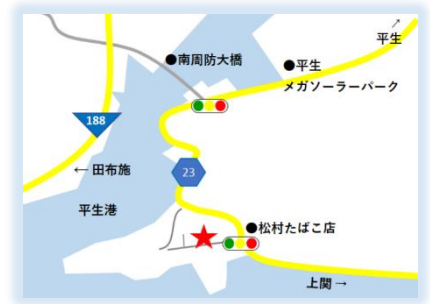 ↗
平生
●南周防大橋
●平生
メガソーラーパーク
188
← 田布施
23
平生港
●松村たばこ店
上関 →